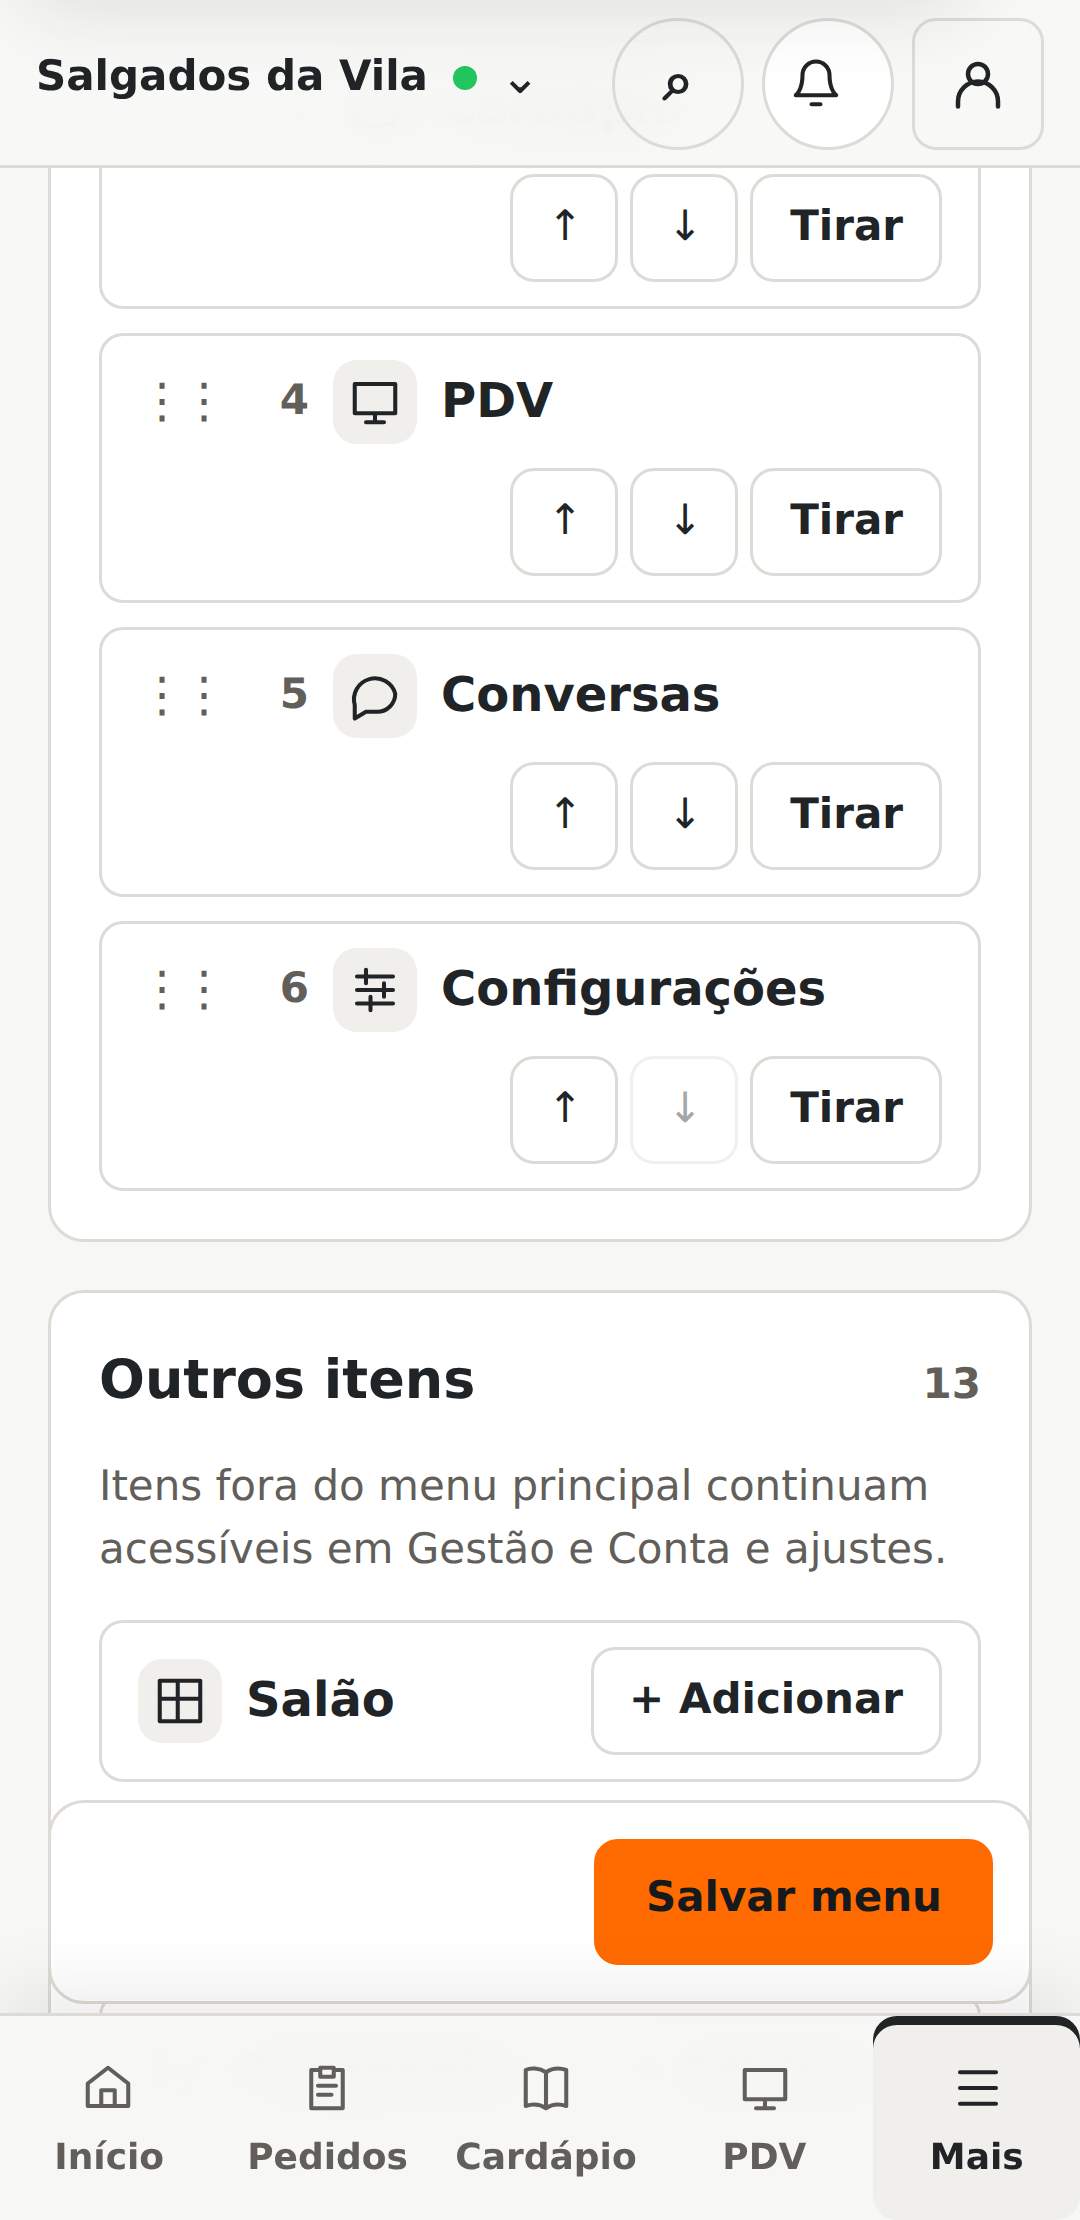 Salgados da Vila
↑ ↓ Tirar
4 PDV
↑ ↓ Tirar
5 Conversas
↑ ↓ Tirar
6 Configurações
↑ ↓ Tirar
Outros itens 13
Itens fora do menu principal continuam
acessíveis em Gestão e Conta e ajustes.
Salão + Adicionar
Salvar menu
Início Pedidos Cardápio PDV Mais